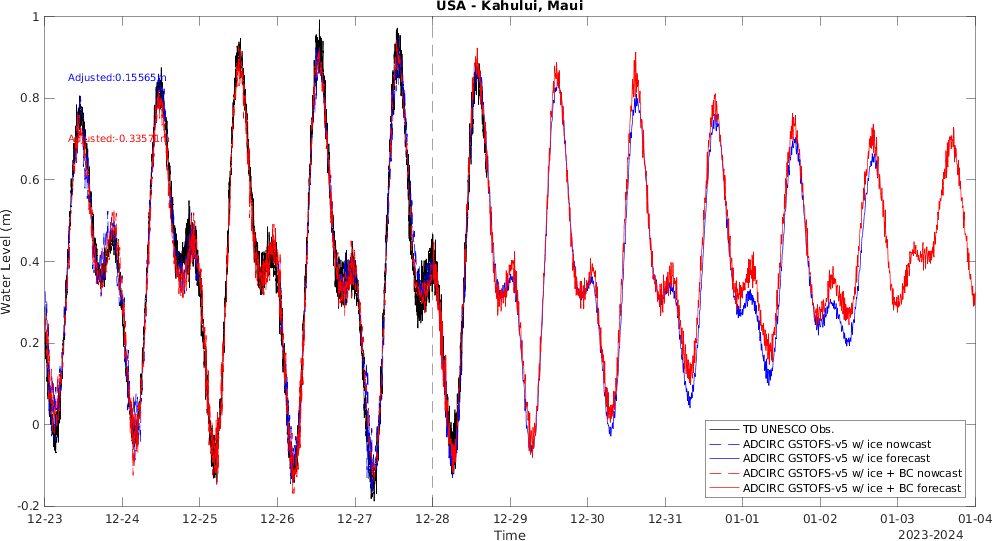 USA - Kahului, Maui
Water Level (m)
1
0.8
0.6
0.4
0.2
0
-0.2
Adjusted:0.15565m
Adjusted:-0.33571m
TD UNESCO Obs.
ADCIRC GSTOFS-v5 w/ ice nowcast
ADCIRC GSTOFS-v5 w/ ice forecast
ADCIRC GSTOFS-v5 w/ ice + BC nowcast
ADCIRC GSTOFS-v5 w/ ice + BC forecast
12-23 12-24 12-25 12-26 12-27 12-28 12-29 12-30 12-31 01-01 01-02 01-03 01-04
Time
2023-2024